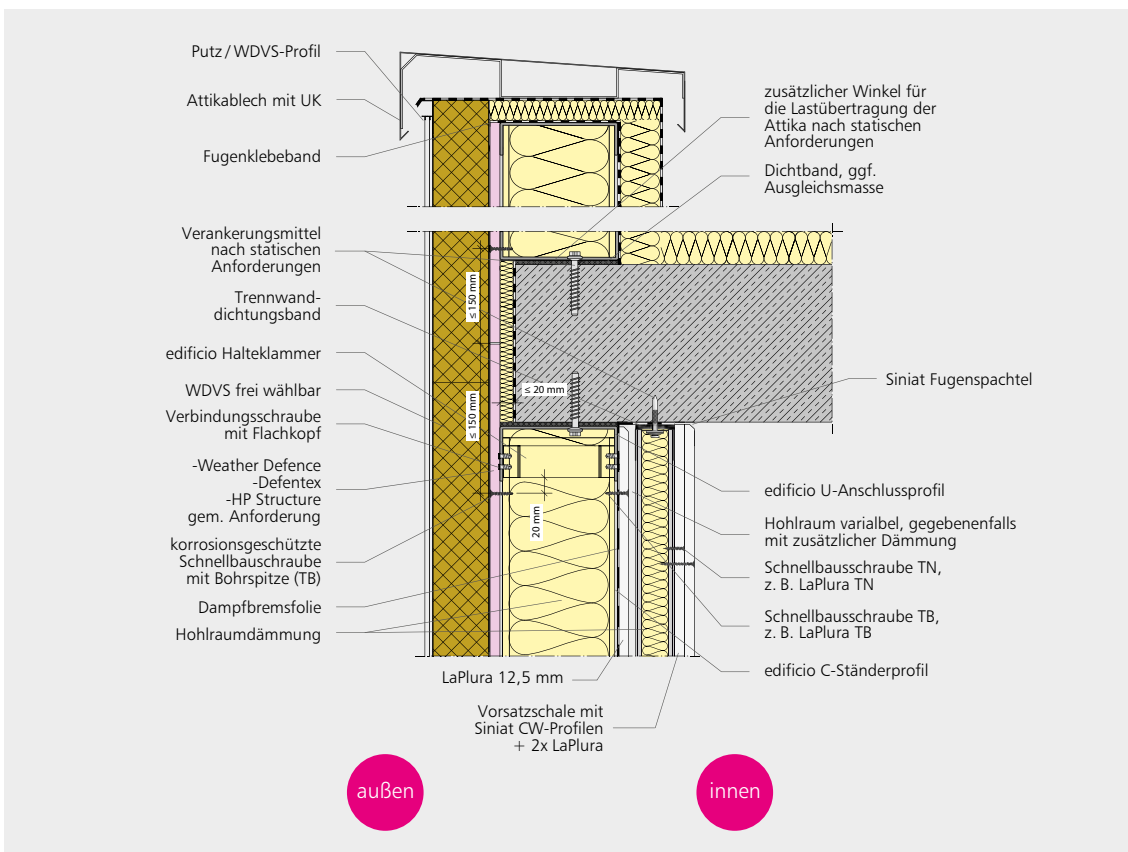 Putz / WDVS-Profil
Attikablech mit UK
Fugenklebeband
Verankerungsmittel
nach statischen
Anforderungen
Trennwand-
dichtungsband
edificio Halteklammer
WDVS frei wählbar
Verbindungsschraube
mit Flachkopf
-Weather Defence
-Defentex
-HP Structure
gem. Anforderung
korrosionsgeschützte
Schnellbauschraube
mit Bohrspitze (TB)
Dampfbremsfolie
Hohlraumdämmung
≤ 150 mm
≤ 150 mm
≤ 20 mm
20 mm
zusätzlicher Winkel für
die Lastübertragung der
Attika nach statischen
Anforderungen
Dichtband, ggf.
Ausgleichsmasse
Siniat Fugenspachtel
edificio U-Anschlussprofil
Hohlraum varialbel, gegebenenfalls
mit zusätzlicher Dämmung
Schnellbausschraube TN,
z. B. LaPlura TN
Schnellbausschraube TB,
z. B. LaPlura TB
edificio C-Ständerprofil
LaPlura 12,5 mm
Vorsatzschale mit
Siniat CW-Profilen
+ 2x LaPlura
außen
innen